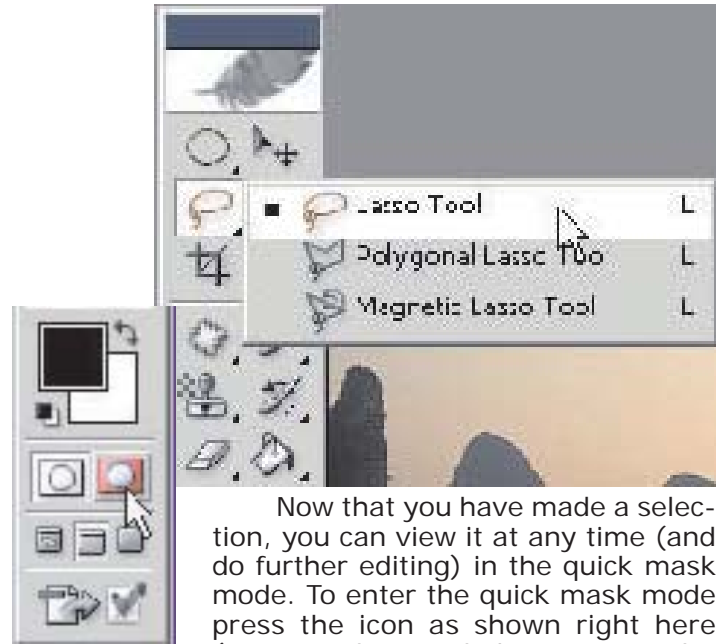 Lasso Tool L
Polygonal Lasso Too L
Magnetic Lasso Tool L
Now that you have made a selec-
tion, you can view it at any time (and
do further editing) in the quick mask
mode. To enter the quick mask mode
press the icon as shown right here